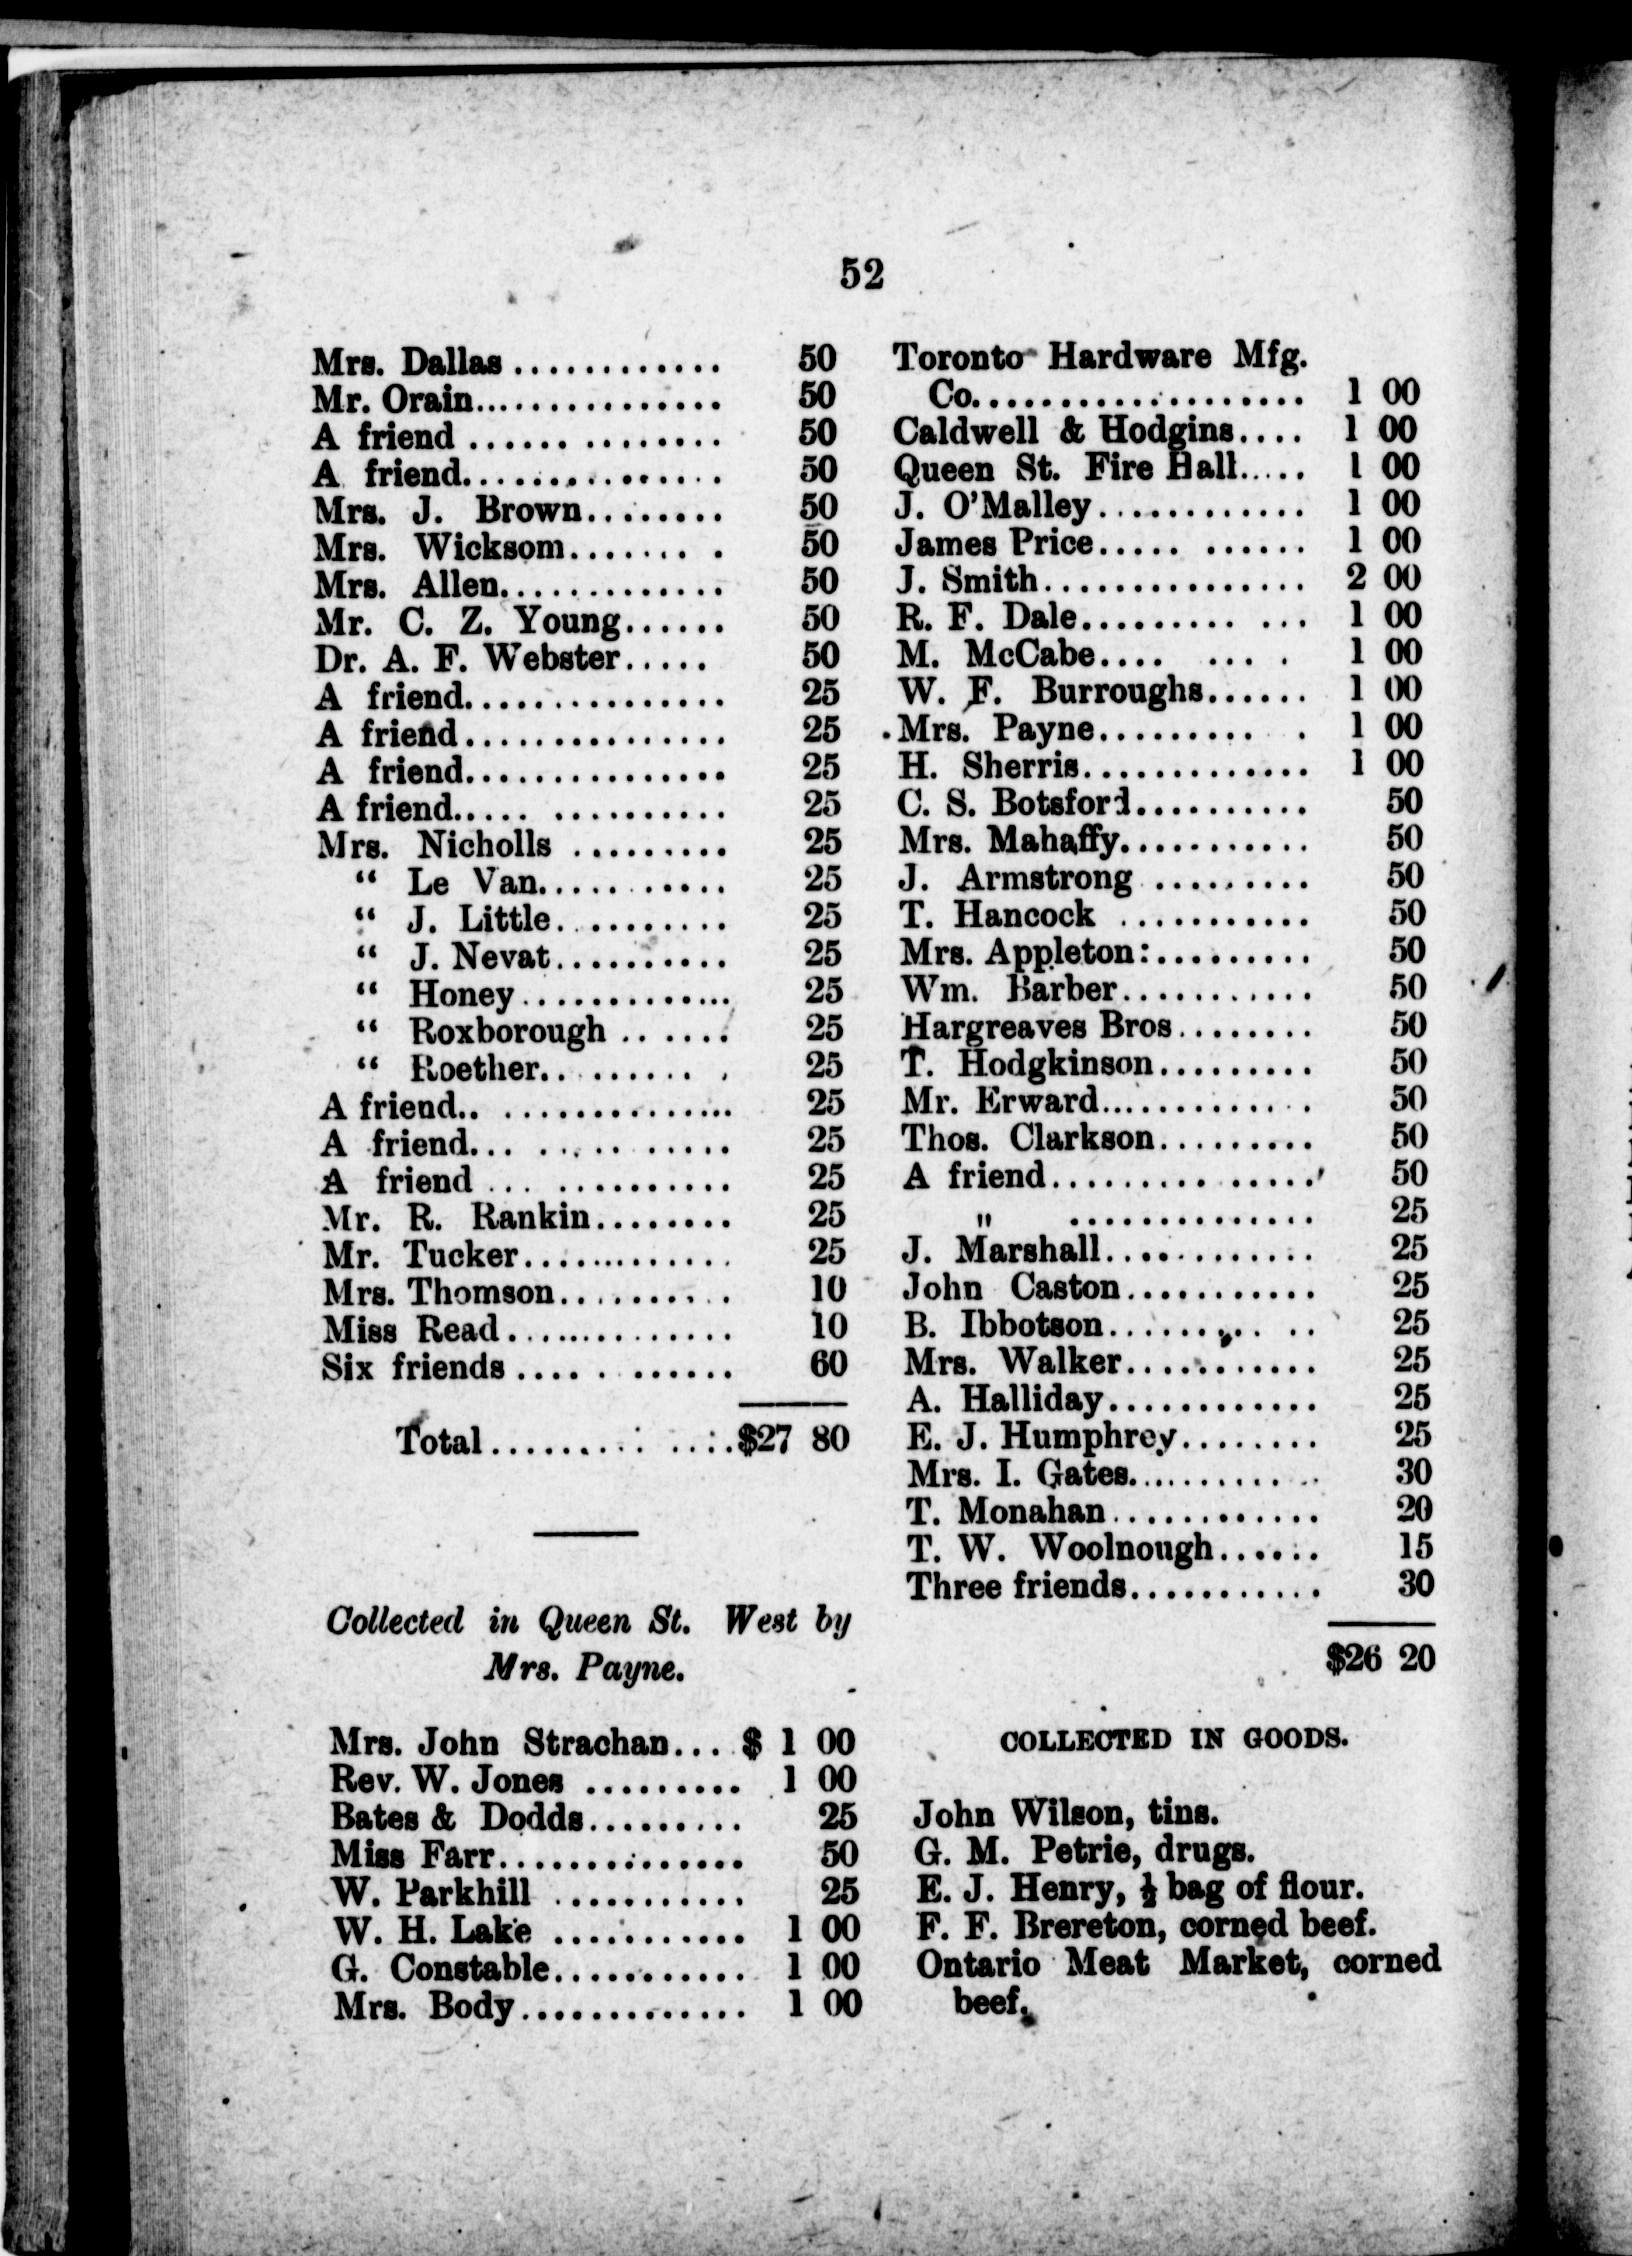 52
Mrs. Dallas ............ 50
Mr. Orain............... 50
A friend .............. 50
A friend............... 50
Mrs. J. Brown........ 50
Mrs. Wicksom........ 50
Mrs. Allen............. 50
Mr. C. Z. Young...... 50
Dr. A. F. Webster..... 50
A friend............... 25
A friend............... 25
A friend............... 25
A friend..... .......... 25
Mrs. Nicholls ......... 25
“ Le Van........... 25
“ J. Little.......... 25
“ J. Nevat.......... 25
“ Honey............. 25
“ Roxborough ...... 25
“ Roether.......... 25
A friend.. .............. 25
A friend... ........... 25
A friend ... .......... 25
Mr. R. Rankin........ 25
Mr. Tucker............ 25
Mrs. Thomson.......... 10
Miss Read............. 10
Six friends ........... 60
Total..............$27 80
Collected in Queen St. West by
Mrs. Payne.
Mrs. John Strachan... $ 1 00
Rev. W. Jones ......... 1 00
Bates & Dodds......... 25
Miss Farr.............. 50
W. Parkhill ........... 25
W. H. Lake ........... 1 00
G. Constable........... 1 00
Mrs. Body............. 1 00
Toronto Hardware Mfg.
Co................... 1 00
Caldwell & Hodgins.... 1 00
Queen St. Fire Hall..... 1 00
J. O'Malley............ 1 00
James Price..... ...... 1 00
J. Smith............... 2 00
R. F. Dale......... ... 1 00
M. McCabe.... .... . 1 00
W. F. Burroughs...... 1 00
Mrs. Payne......... . 1 00
H. Sherris............. 1 00
C. S. Botsford.......... 50
Mrs. Mahaffy........... 50
J. Armstrong ......... 50
T. Hancock ........... 50
Mrs. Appleton:......... 50
Wm. Barber........... 50
Hargreaves Bros........ 50
T. Hodgkinson......... 50
Mr. Erward............ 50
Thos. Clarkson......... 50
A friend............... 50
" .............. 25
J. Marshall............ 25
John Caston........... 25
B. Ibbotson........ .. 25
Mrs. Walker........... 25
A. Halliday............ 25
E. J. Humphrey........ 25
Mrs. I. Gates........... 30
T. Monahan............ 20
T. W. Woolnough...... 15
Three friends........... 30
$26 20
COLLECTED IN GOODS.
John Wilson, tins.
G. M. Petrie, drugs.
E. J. Henry, ½ bag of flour.
F. F. Brereton, corned beef.
Ontario Meat Market, corned
beef.